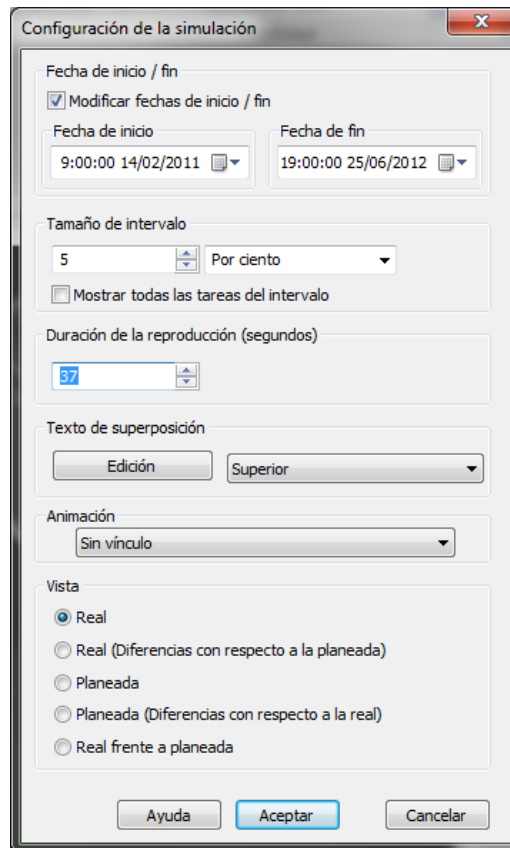 Configuración de la simulación
Fecha de inicio / fin
Modificar fechas de inicio / fin
Fecha de inicio
Fecha de fin
9:00:00 14/02/2011
19:00:00 25/06/2012
Tamaño de intervalo
5
Por ciento
Mostrar todas las tareas del intervalo
Duración de la reproducción (segundos)
37
Texto de superposición
Edición
Superior
Animación
Sin vínculo
Vista
Real
Real (Diferencias con respecto a la planeada)
Planeada
Planeada (Diferencias con respecto a la real)
Real frente a planeada
Ayuda
Aceptar
Cancelar